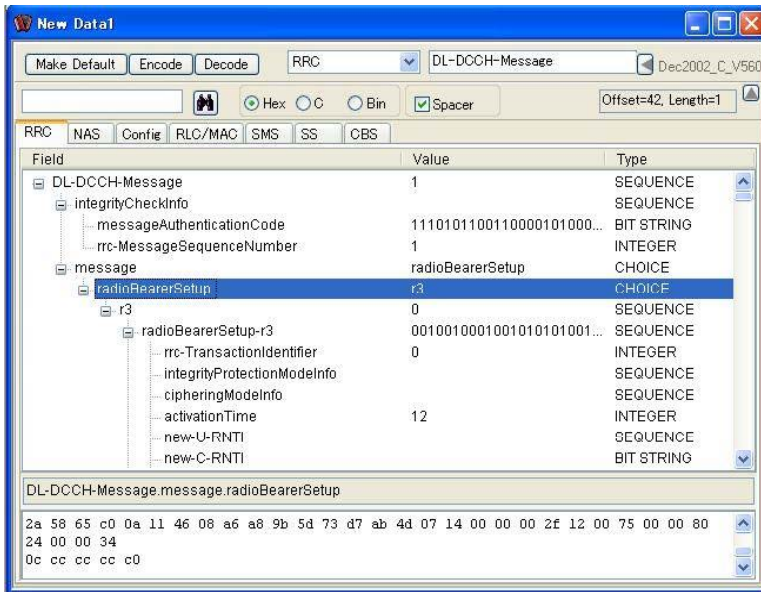 New Data1
Make Default Encode Decode RRC DL-DCCH-Message Dec2002_C_V560
Hex C Bin Spacer Offset=42, Length=1
RRC NAS Config RLC/MAC SMS SS CBS
Field Value Type
DL-DCCH-Message 1 SEQUENCE
integrityCheckInfo SEQUENCE
messageAuthenticationCode 1110101100110000101000... BIT STRING
rrc-MessageSequenceNumber 1 INTEGER
message radioBearerSetup CHOICE
radioBearerSetup r3 CHOICE
r3 0 SEQUENCE
radioBearerSetup-r3 0010010001001010101001... SEQUENCE
rrc-TransactionIdentifier 0 INTEGER
integrityProtectionModeInfo SEQUENCE
cipheringModeInfo SEQUENCE
activationTime 12 INTEGER
new-U-RNTI SEQUENCE
new-C-RNTI BIT STRING
DL-DCCH-Message.message.radioBearerSetup
2a 58 65 c0 0a 11 46 08 a6 a8 9b 5d 73 d7 ab 4d 07 14 00 00 00 2f 12 00 75 00 00 80
24 00 00 34
0c cc cc cc c0